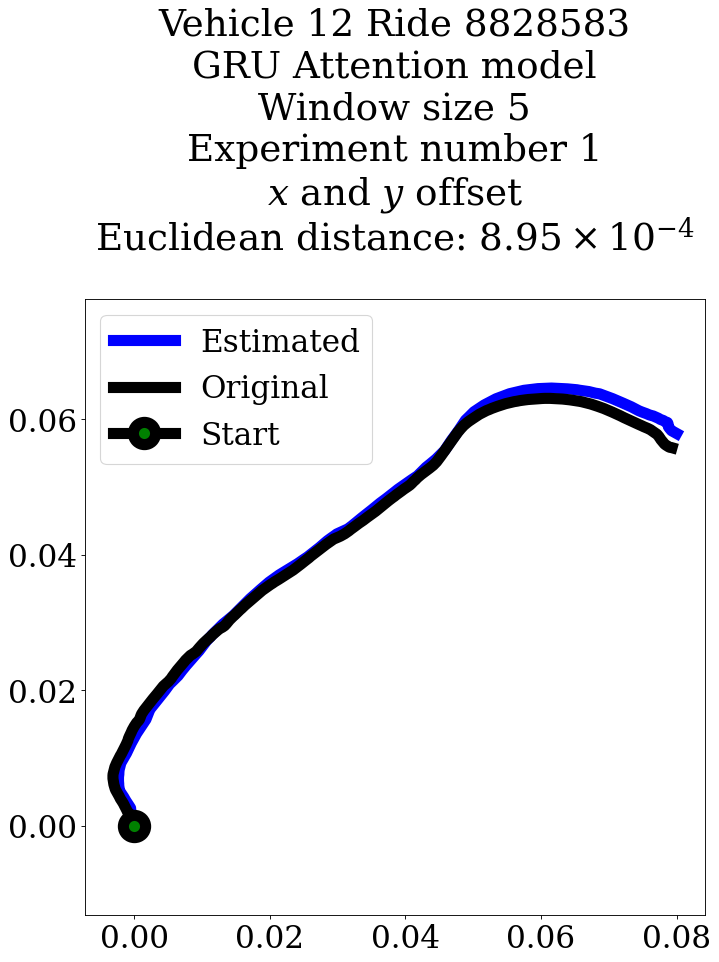 Vehicle 12 Ride 8828583
GRU Attention model
Window size 5
Experiment number 1
x and y offset
Euclidean distance: 8.95 × 10⁻⁴
Estimated
Original
Start
0.06
0.04
0.02
0.00
0.00 0.02 0.04 0.06 0.08